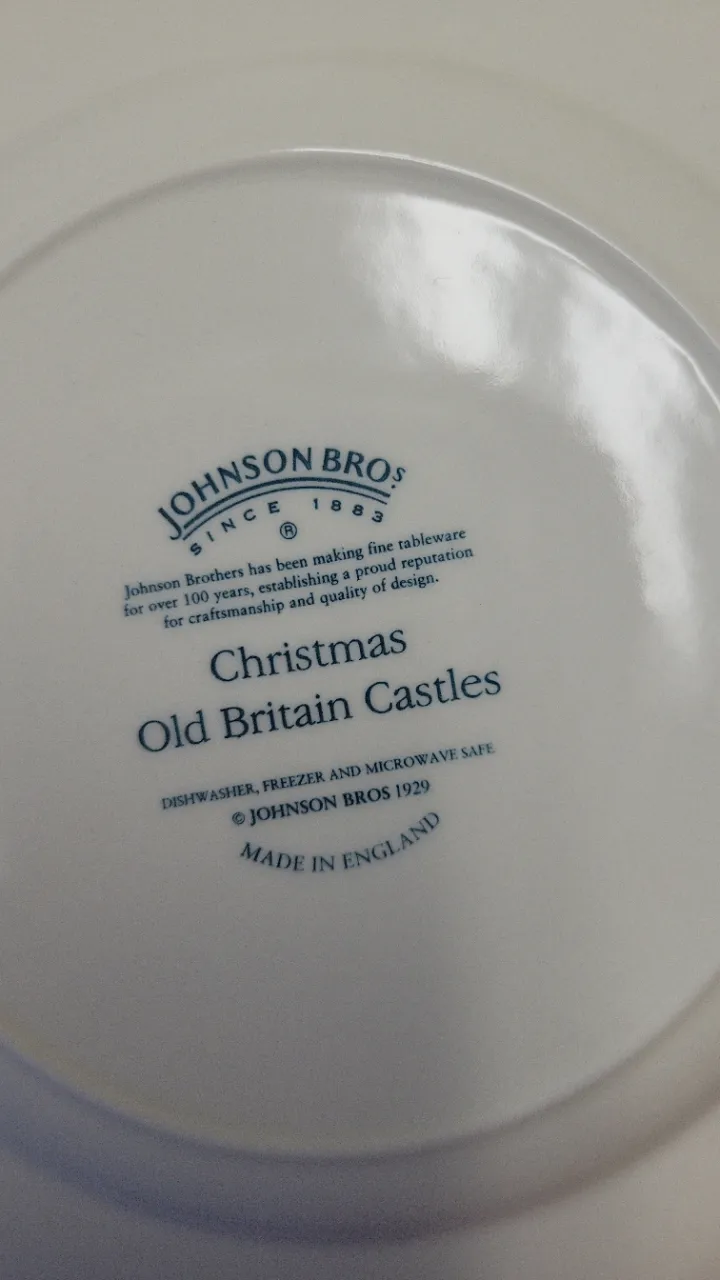 JOHNSON BROS.
SINCE 1883
®
Johnson Brothers has been making fine tableware
for over 100 years, establishing a proud reputation
for craftsmanship and quality of design.
Christmas
Old Britain Castles
DISHWASHER, FREEZER AND MICROWAVE SAFE
© JOHNSON BROS 1929
MADE IN ENGLAND